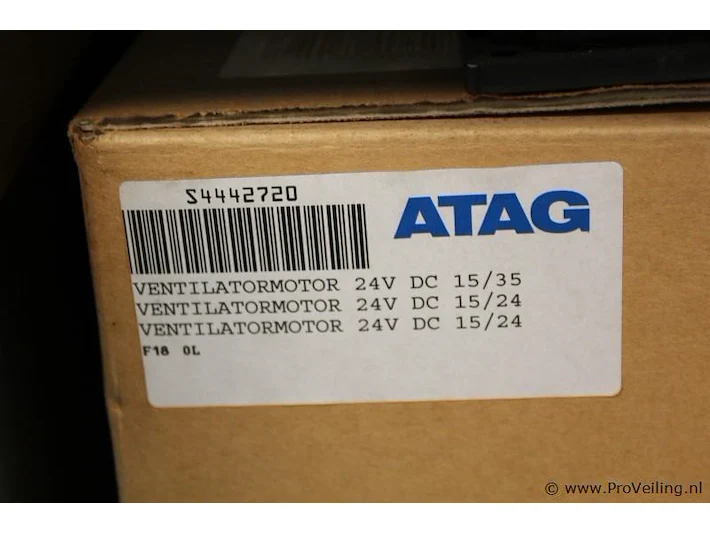 S4442720
ATAG
VENTILATORMOTOR 24V DC 15/35
VENTILATORMOTOR 24V DC 15/24
VENTILATORMOTOR 24V DC 15/24
F18 0L
© www.ProVeiling.nl